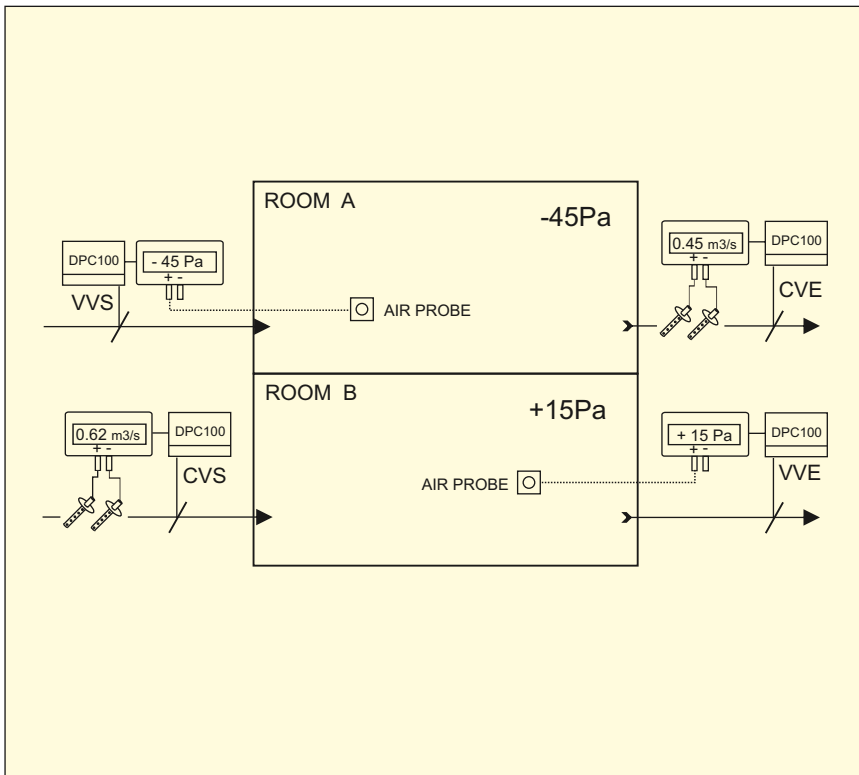 ROOM A
-45Pa
DPC100
- 45 Pa
+ -
VVS
AIR PROBE
0.45 m3/s
+ -
DPC100
CVE
ROOM B
+15Pa
0.62 m3/s
+ -
DPC100
CVS
AIR PROBE
+ 15 Pa
+ -
DPC100
VVE